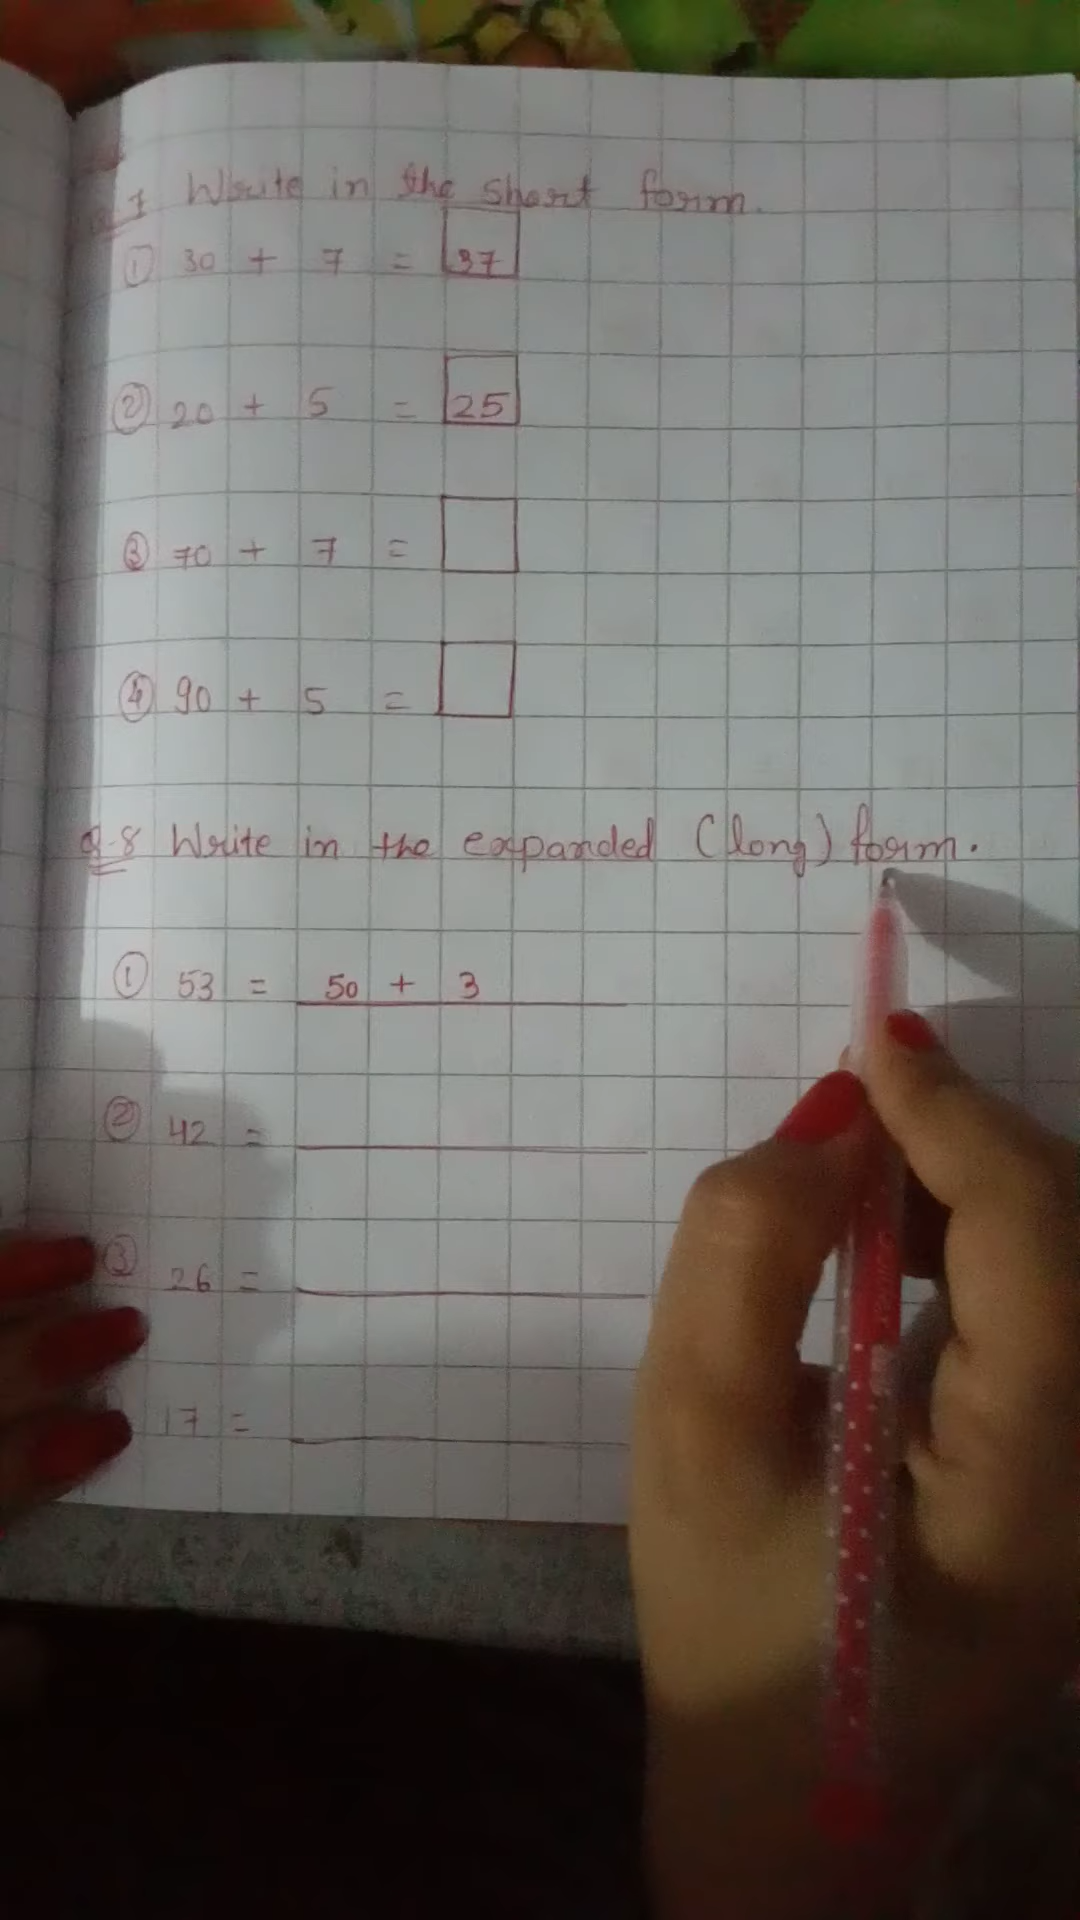 Q-7 Write in the short form.
① 30 + 7 = 37
② 20 + 5 = 25
③ 70 + 7 =
④ 90 + 5 =
Q-8 Write in the expanded (long) form.
① 53 = 50 + 3
② 42 =
③ 26 =
17 =